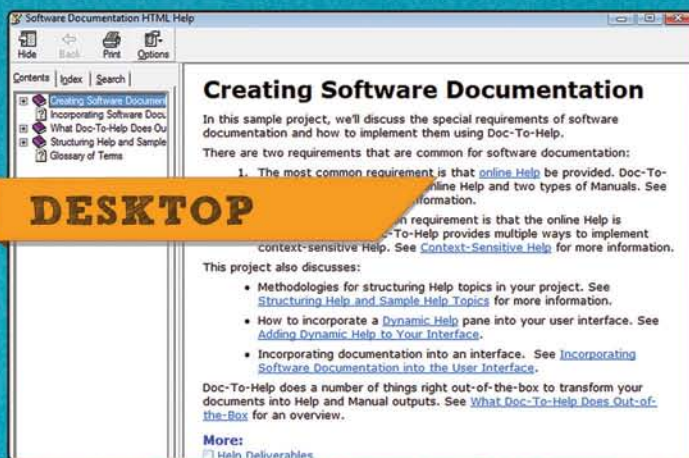 Software Documentation HTML Help
Hide Back Print Options
Contents Index Search
Creating Software Document
Incorporating Software Docu
What Doc-To-Help Does Ou
Structuring Help and Sample
Glossary of Terms
DESKTOP
Creating Software Documentation
In this sample project, we'll discuss the special requirements of software
documentation and how to implement them using Doc-To-Help.
There are two requirements that are common for software documentation:
1. The most common requirement is that online Help be provided. Doc-To-
nline Help and two types of Manuals. See
formation.
n requirement is that the online Help is
-To-Help provides multiple ways to implement
context-sensitive Help. See Context-Sensitive Help for more information.
This project also discusses:
• Methodologies for structuring Help topics in your project. See
Structuring Help and Sample Help Topics for more information.
• How to incorporate a Dynamic Help pane into your user interface. See
Adding Dynamic Help to Your Interface.
• Incorporating documentation into an interface. See Incorporating
Software Documentation into the User Interface.
Doc-To-Help does a number of things right out-of-the-box to transform your
documents into Help and Manual outputs. See What Doc-To-Help Does Out-of-
the-Box for an overview.
More:
Help Deliverables